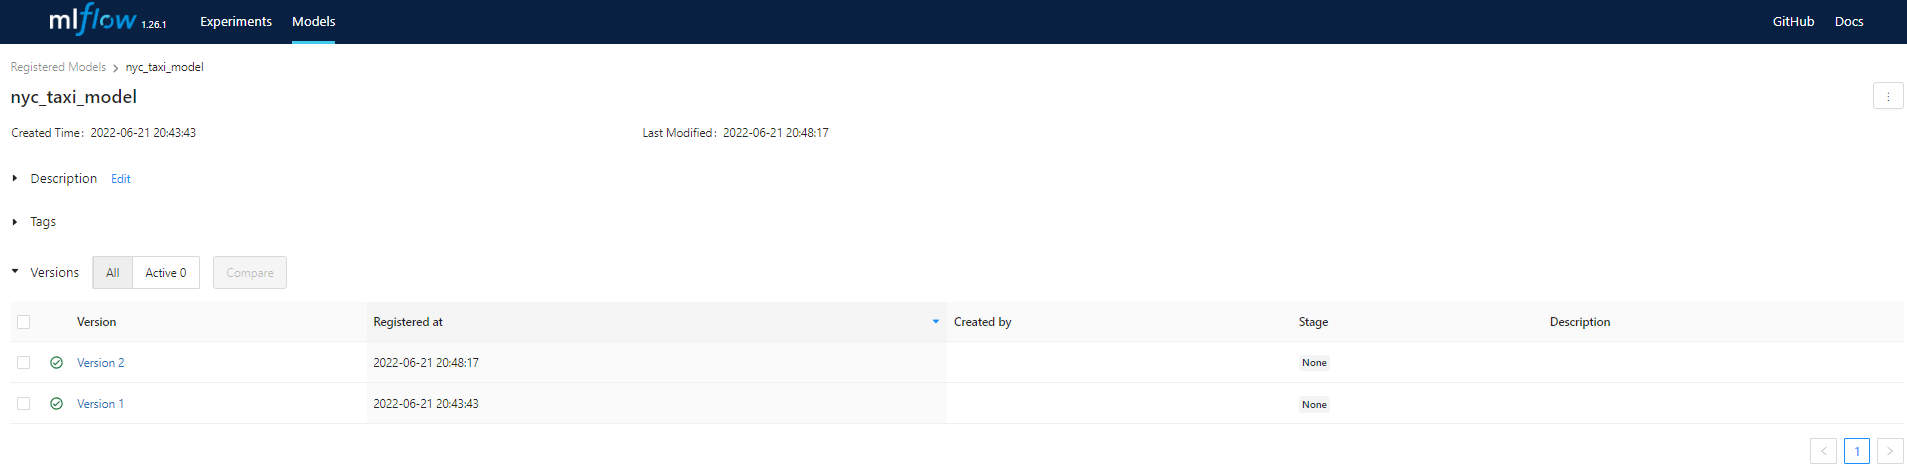 mlflow 1.26.1 Experiments Models GitHub Docs
Registered Models > nyc_taxi_model
nyc_taxi_model
Created Time: 2022-06-21 20:43:43 Last Modified: 2022-06-21 20:48:17
Description Edit
Tags
Versions All Active 0 Compare
Version Registered at Created by Stage Description
Version 2 2022-06-21 20:48:17 None
Version 1 2022-06-21 20:43:43 None
< 1 >